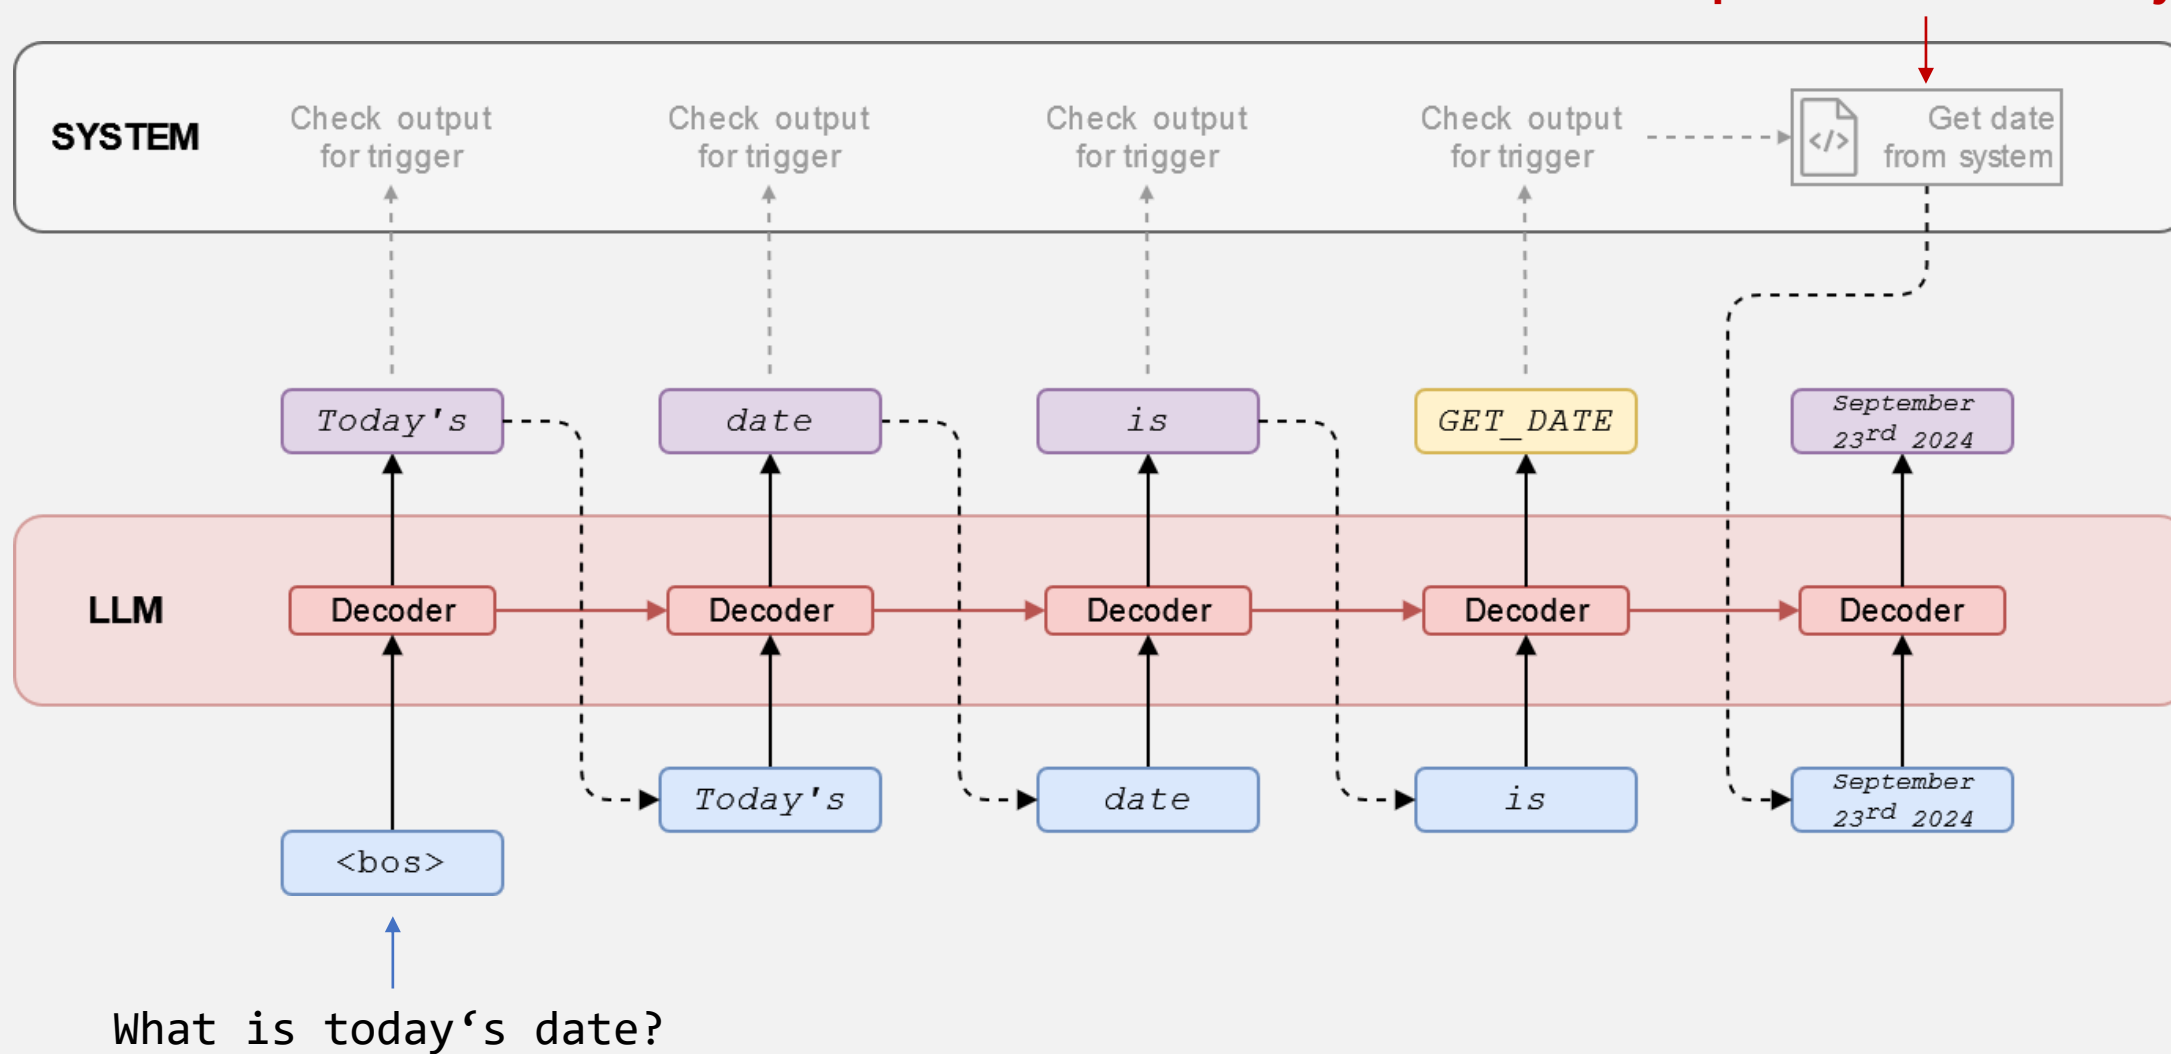 SYSTEM
Check output
for trigger
Check output
for trigger
Check output
for trigger
Check output
for trigger
</>
Get date
from system
Today's
date
is
GET_DATE
September
23rd 2024
LLM
Decoder
Decoder
Decoder
Decoder
Decoder
Today's
date
is
September
23rd 2024
<bos>
What is today‘s date?